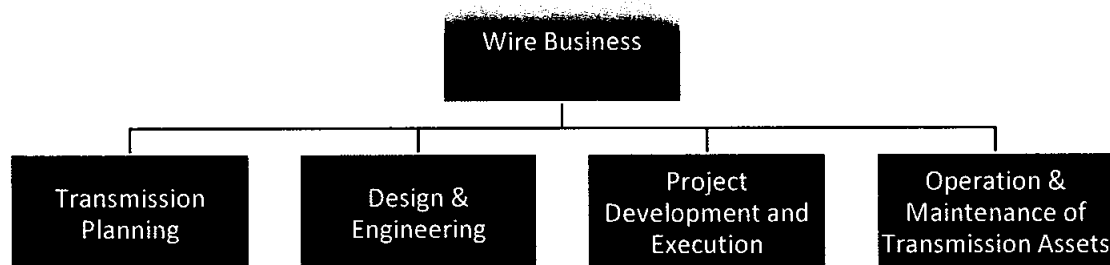 Wire Business
Transmission
Planning
Design &
Engineering
Project
Development and
Execution
Operation &
Maintenance of
Transmission Assets